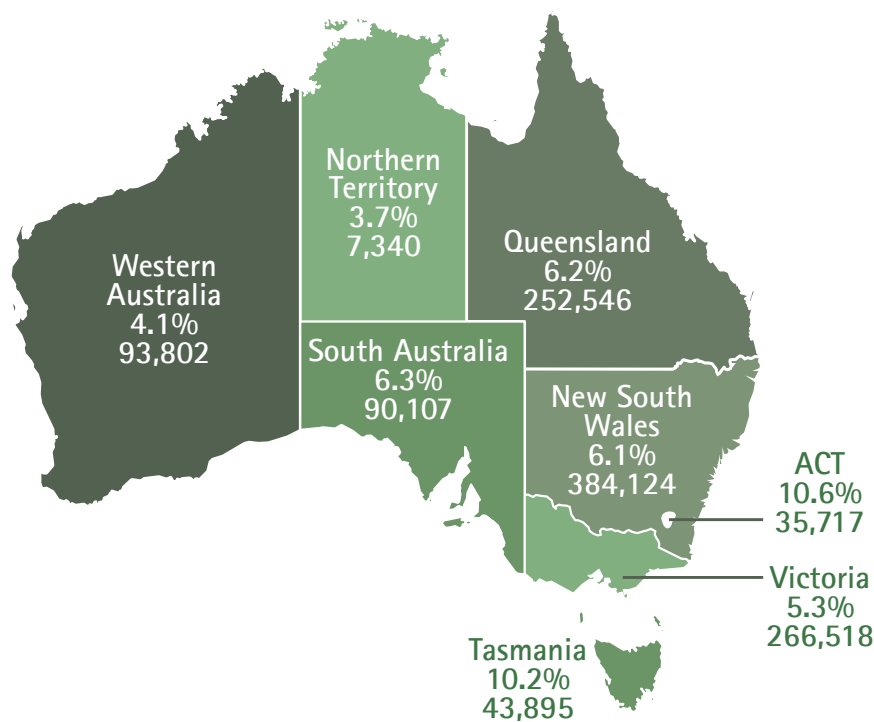 Northern
Territory
3.7%
7,340
Queensland
6.2%
252,546
Western
Australia
4.1%
93,802
South Australia
6.3%
90,107
New South
Wales
6.1%
384,124
ACT
10.6%
35,717
Victoria
5.3%
266,518
Tasmania
10.2%
43,895